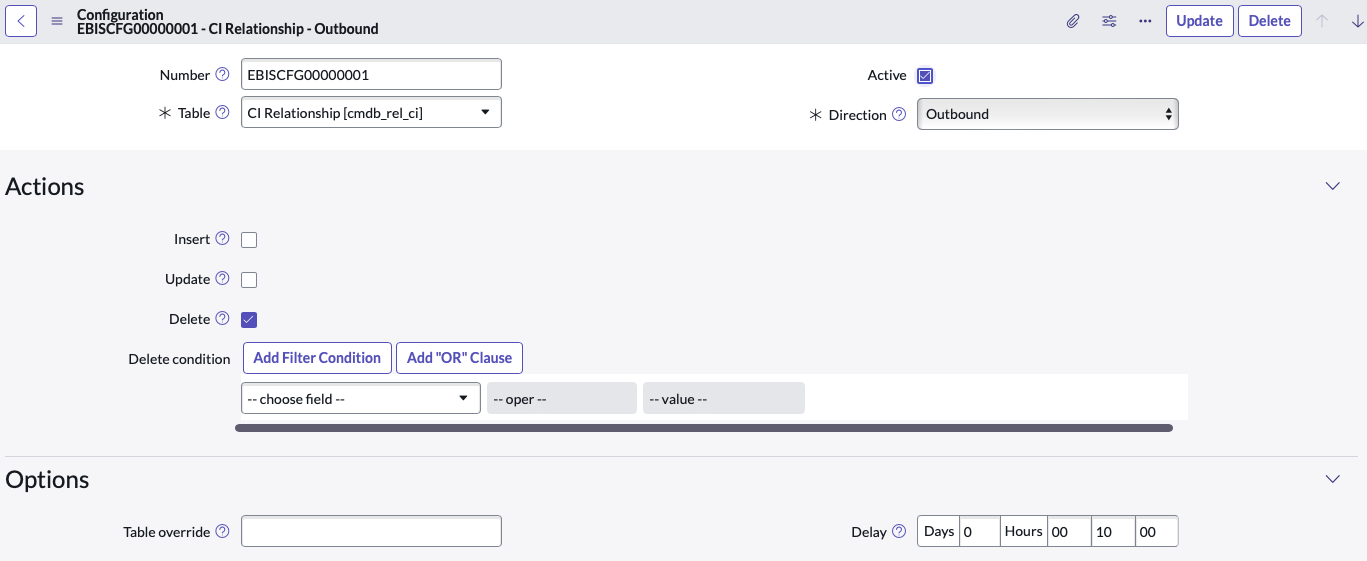 Configuration
EBISCFG00000001 - CI Relationship - Outbound
Update
Delete
Number
EBISCFG00000001
Active
Table
CI Relationship [cmdb_rel_ci]
Direction
Outbound
Actions
Insert
Update
Delete
Delete condition
Add Filter Condition
Add "OR" Clause
-- choose field --
-- oper --
-- value --
Options
Table override
Delay
Days 0 Hours 00 10 00